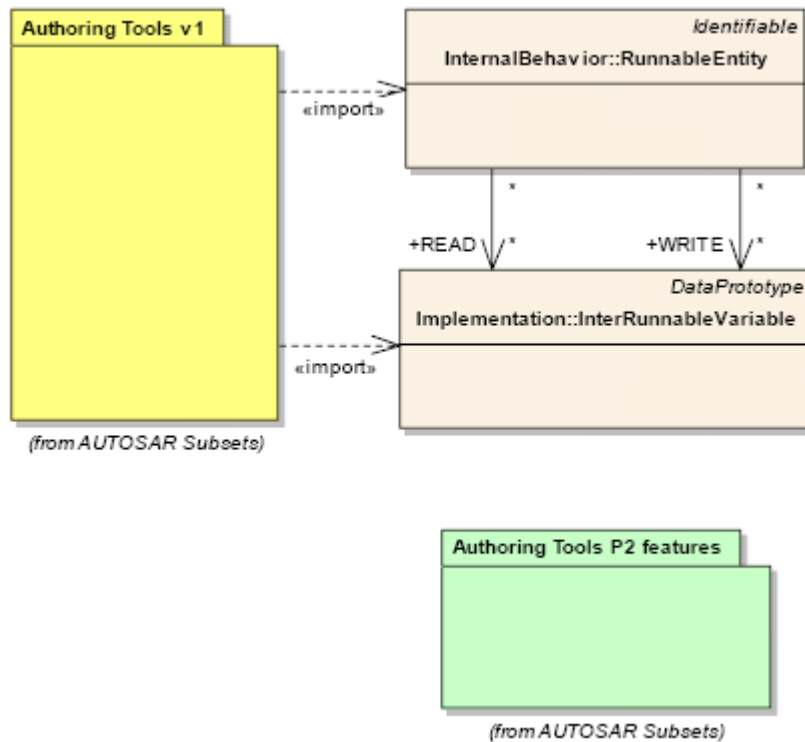 Authoring Tools v1
Identifiable
InternalBehavior::RunnableEntity
«import»
*
*
+READ
*
+WRITE
*
DataPrototype
Implementation::InterRunnableVariable
«import»
(from AUTOSAR Subsets)
Authoring Tools P2 features
(from AUTOSAR Subsets)